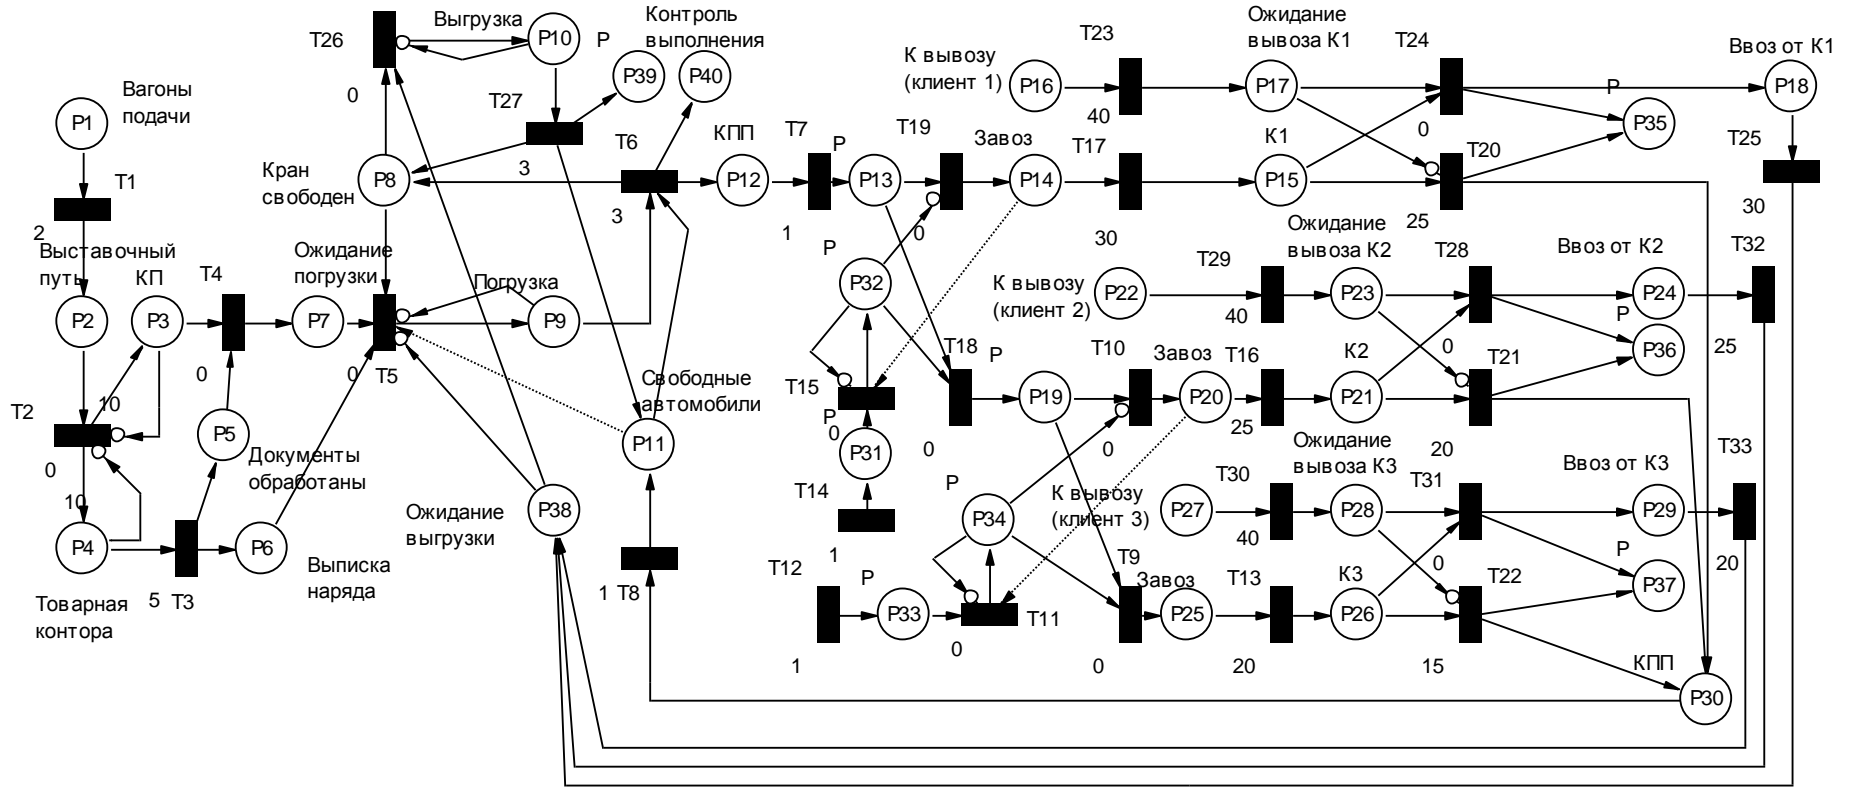 Выгрузка
T26
P10
P
Контроль
выполнения
P39
P40
0
T27
К вывозу
(клиент 1)
T23
P16
40
Ожидание
вывоза К1
P17
T24
0
Ввоз от К1
P18
P
P35
T25
30
Вагоны
подачи
P1
T1
2
Кран
свободен
P8
3
T6
3
КПП
P12
T7
1
P
P13
T19
0
Завоз
P14
T17
30
К1
P15
T20
25
Выставочный
путь
P2
КП
P3
T4
0
Ожидание
погрузки
P7
0
T5
Погрузка
P9
P
P32
К вывозу
(клиент 2)
P22
T29
40
Ожидание
вывоза К2
P23
T28
0
Ввоз от К2
P24
P
P36
T32
25
T2
10
0
10
P5
Документы
обработаны
Свободные
автомобили
P11
T15
P
0
P31
T14
1
T18
0
P
P19
T10
0
Завоз
P20
T16
25
К2
P21
T21
20
P4
Товарная
контора
5
T3
P6
Выписка
наряда
Ожидание
выгрузки
P38
1
T8
P
P34
К вывозу
(клиент 3)
P27
T30
40
Ожидание
вывоза К3
P28
T31
0
Ввоз от К3
P29
P
P37
T33
20
T12
1
P
P33
T11
0
T9
0
Завоз
P25
T13
20
К3
P26
T22
15
КПП
P30